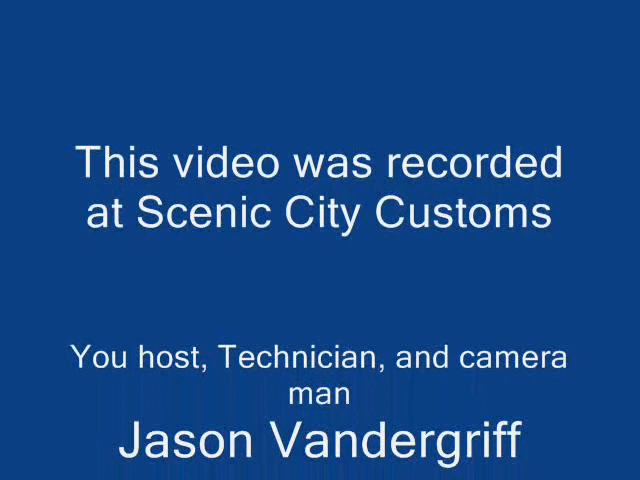 This video was recorded
at Scenic City Customs
You host, Technician, and camera
man
Jason Vandergriff